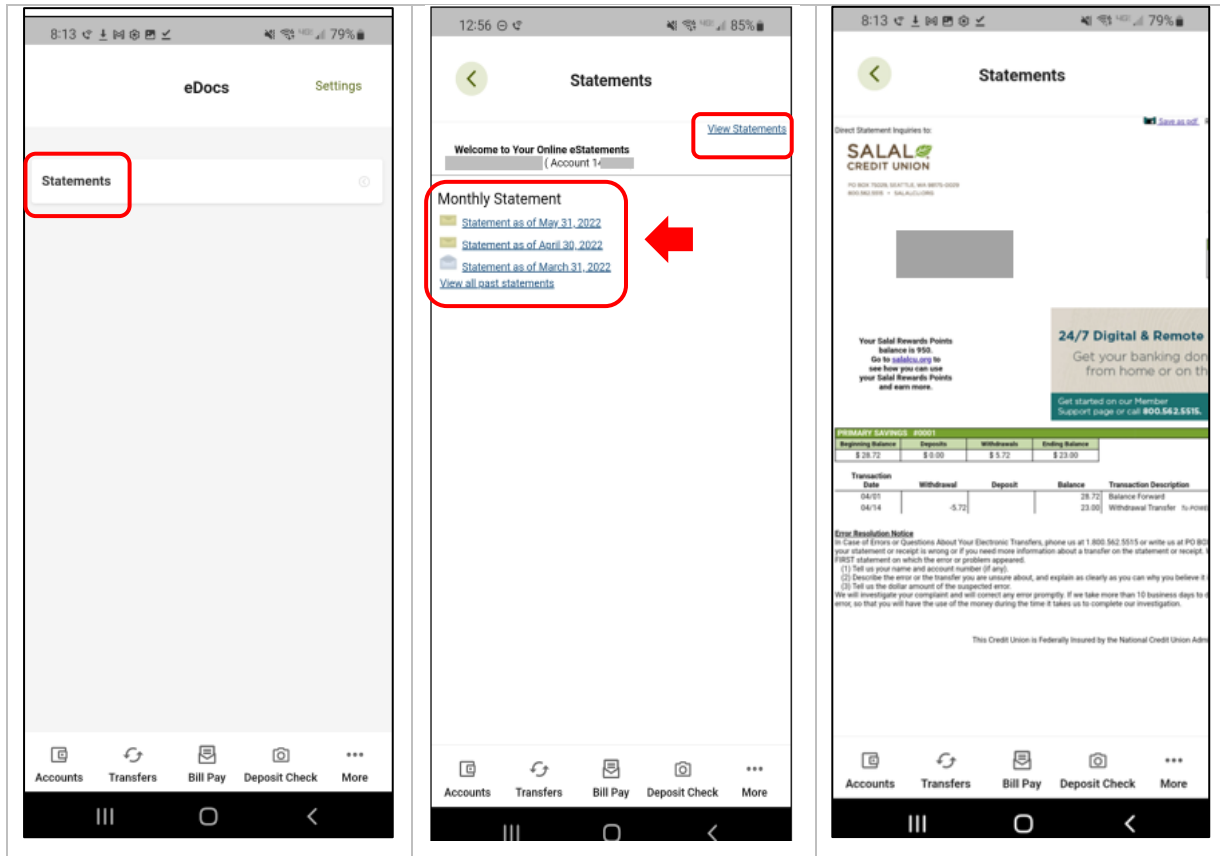 8:13 79%
eDocs
Settings
Statements
Accounts
Transfers
Bill Pay
Deposit Check
More
12:56 85%
Statements
View Statements
Welcome to Your Online eStatements
( Account 14
Monthly Statement
Statement as of May 31, 2022
Statement as of April 30, 2022
Statement as of March 31, 2022
View all past statements
Accounts
Transfers
Bill Pay
Deposit Check
More
8:13 79%
Statements
Save as pdf
Direct Statement Inquiries to:
SALAL
CREDIT UNION
PO BOX 75029, SEATTLE, WA 98175-0029
800.562.5515 • SALALCU.ORG
Your Salal Rewards Points
balance is 950.
Go to salalcu.org to
see how you can use
your Salal Rewards Points
and earn more.
24/7 Digital & Remote
Get your banking don
from home or on th
Get started on our Member
Support page or call 800.562.5515.
PRIMARY SAVINGS #0001
Beginning Balance Deposits Withdrawals Ending Balance
$ 28.72 $ 0.00 $ 5.72 $ 23.00
Transaction
Date Withdrawal Deposit Balance Transaction Description
04/01 28.72 Balance Forward
04/14 -5.72 23.00 Withdrawal Transfer To POWE
Error Resolution Notice
In Case of Errors or Questions About Your Electronic Transfers, phone us at 1.800.562.5515 or write us at PO BO
your statement or receipt is wrong or if you need more information about a transfer on the statement or receipt.
FIRST statement on which the error or problem appeared.
(1) Tell us your name and account number (if any).
(2) Describe the error or the transfer you are unsure about, and explain as clearly as you can why you believe it
(3) Tell us the dollar amount of the suspected error.
We will investigate your complaint and will correct any error promptly. If we take more than 10 business days to d
error, so that you will have the use of the money during the time it takes us to complete our investigation.
This Credit Union is Federally Insured by the National Credit Union Adm
Accounts
Transfers
Bill Pay
Deposit Check
More